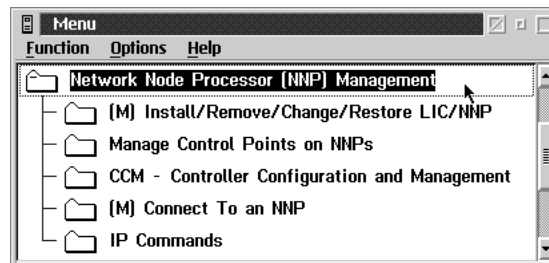 Menu
Function Options Help
Network Node Processor (NNP) Management
(M) Install/Remove/Change/Restore LIC/NNP
Manage Control Points on NNPs
CCM - Controller Configuration and Management
(M) Connect To an NNP
IP Commands